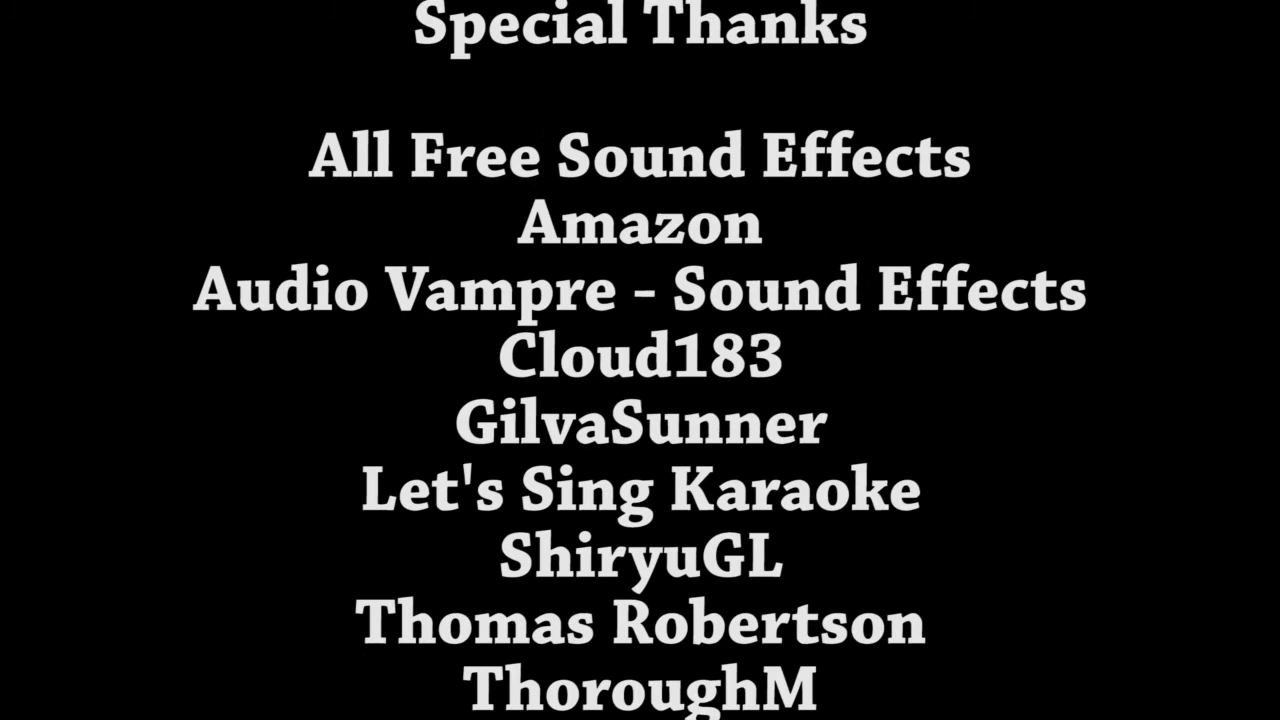 Special Thanks
All Free Sound Effects
Amazon
Audio Vampre - Sound Effects
Cloud183
GilvaSunner
Let's Sing Karaoke
ShiryuGL
Thomas Robertson
ThoroughM